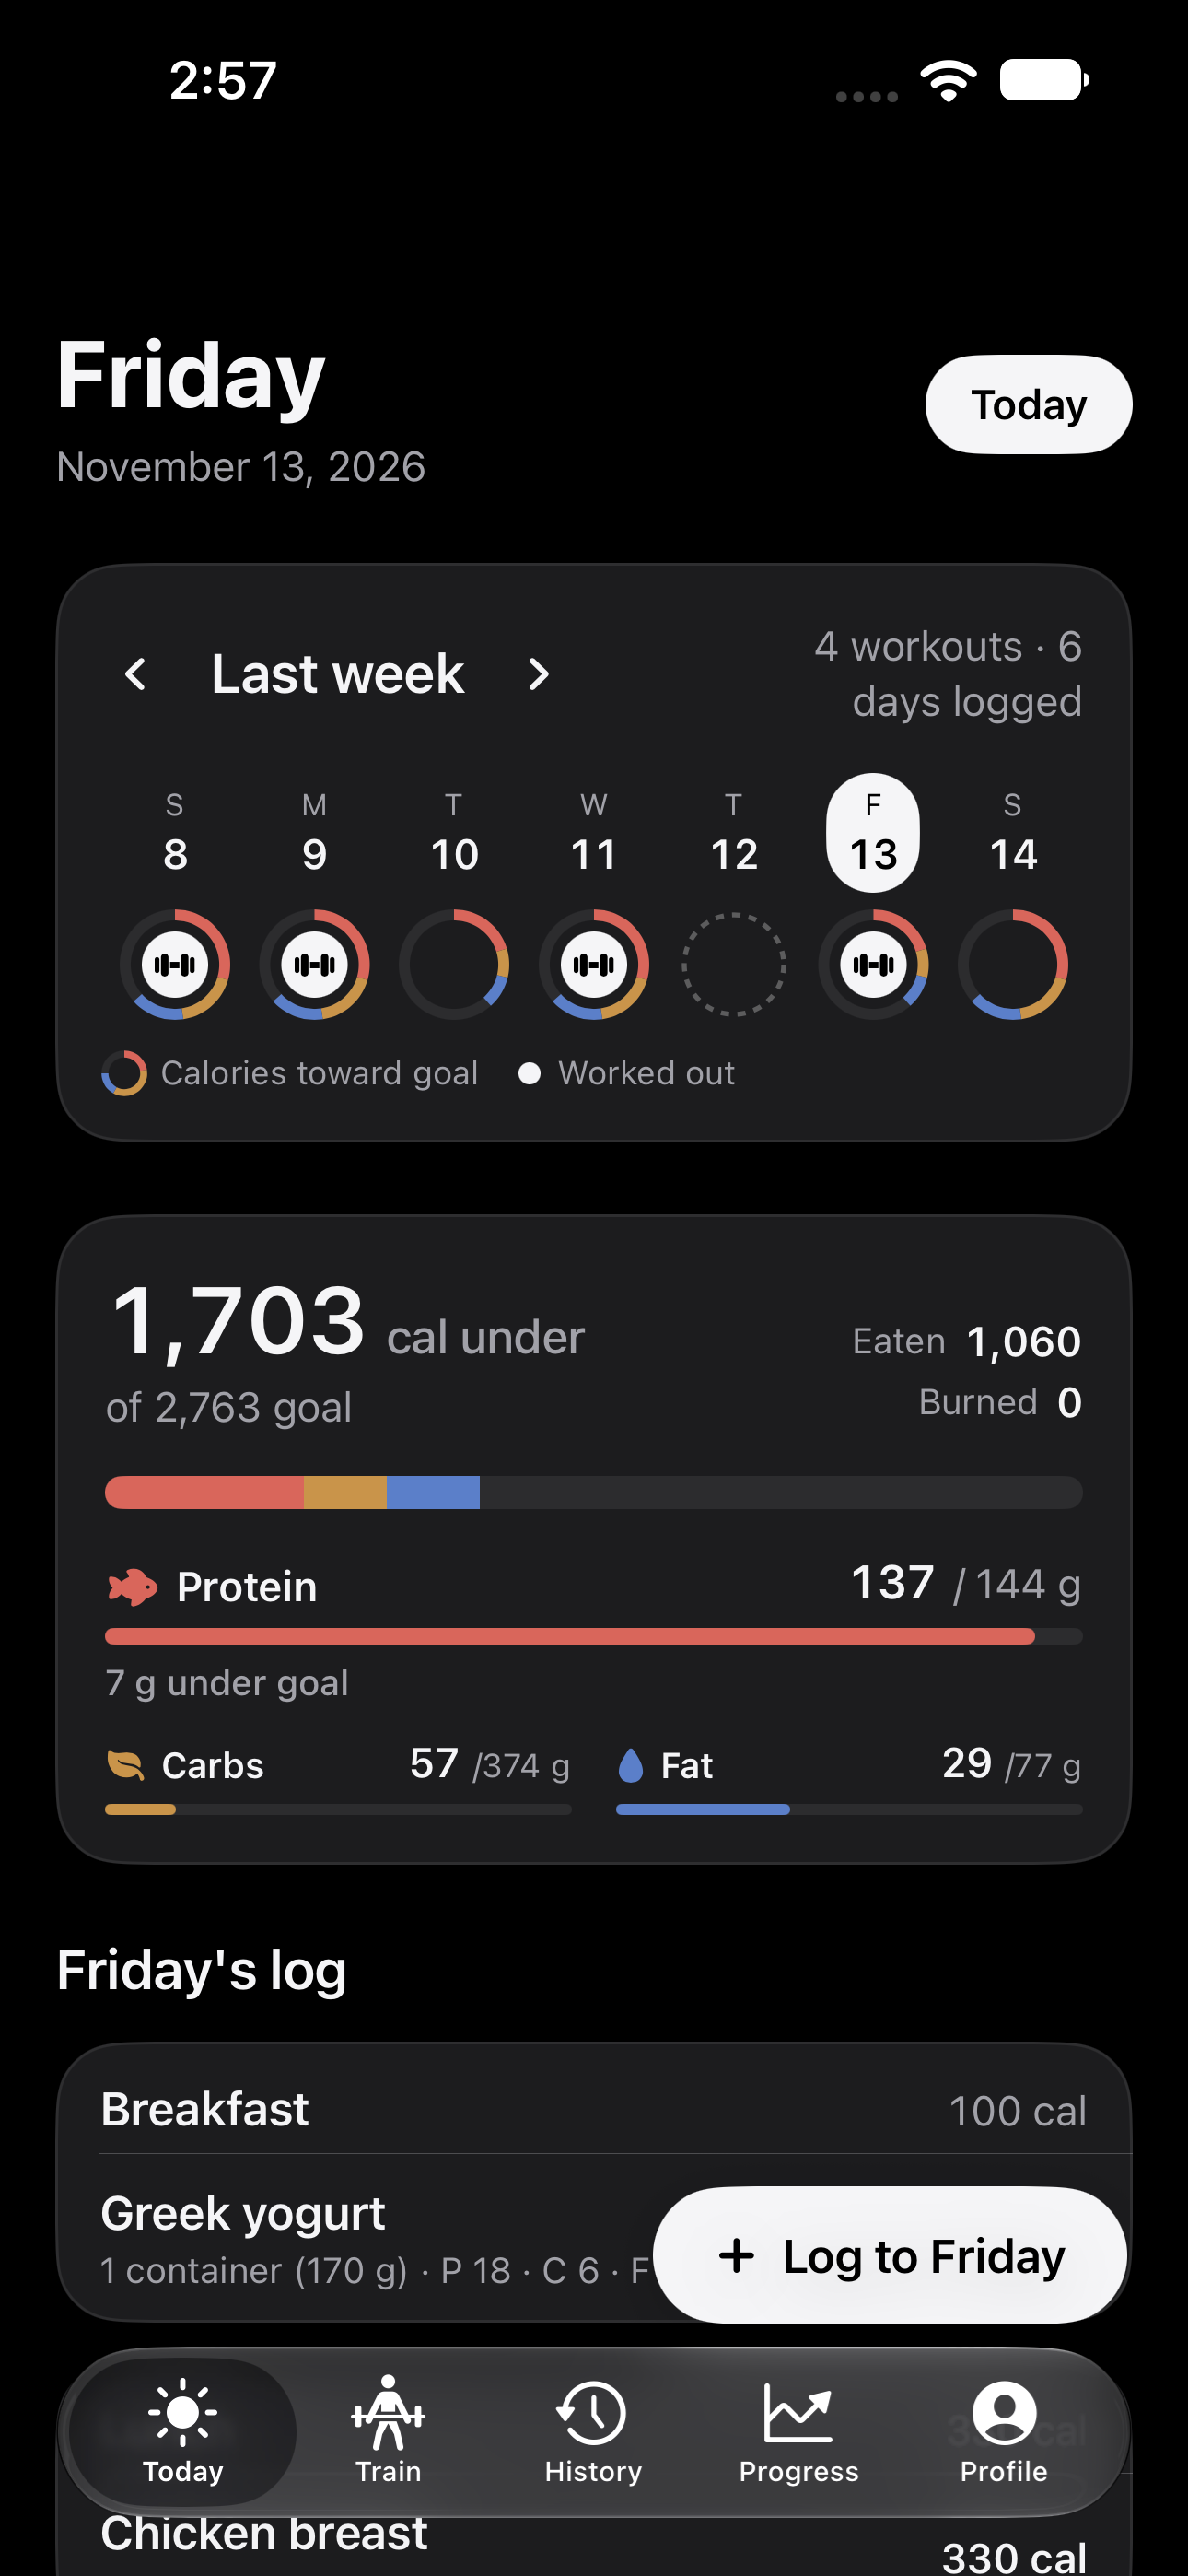 2:57
Friday
Today
November 13, 2026
Last week
4 workouts · 6
days logged
S M T W T F S
8 9 10 11 12 13 14
Calories toward goal
Worked out
1,703 cal under
Eaten 1,060
of 2,763 goal
Burned 0
Protein 137 / 144 g
7 g under goal
Carbs 57 /374 g
Fat 29 /77 g
Friday's log
Breakfast 100 cal
Greek yogurt
1 container (170 g) · P 18 · C 6 · F
+ Log to Friday
Today Train History Progress Profile
Chicken breast
330 cal